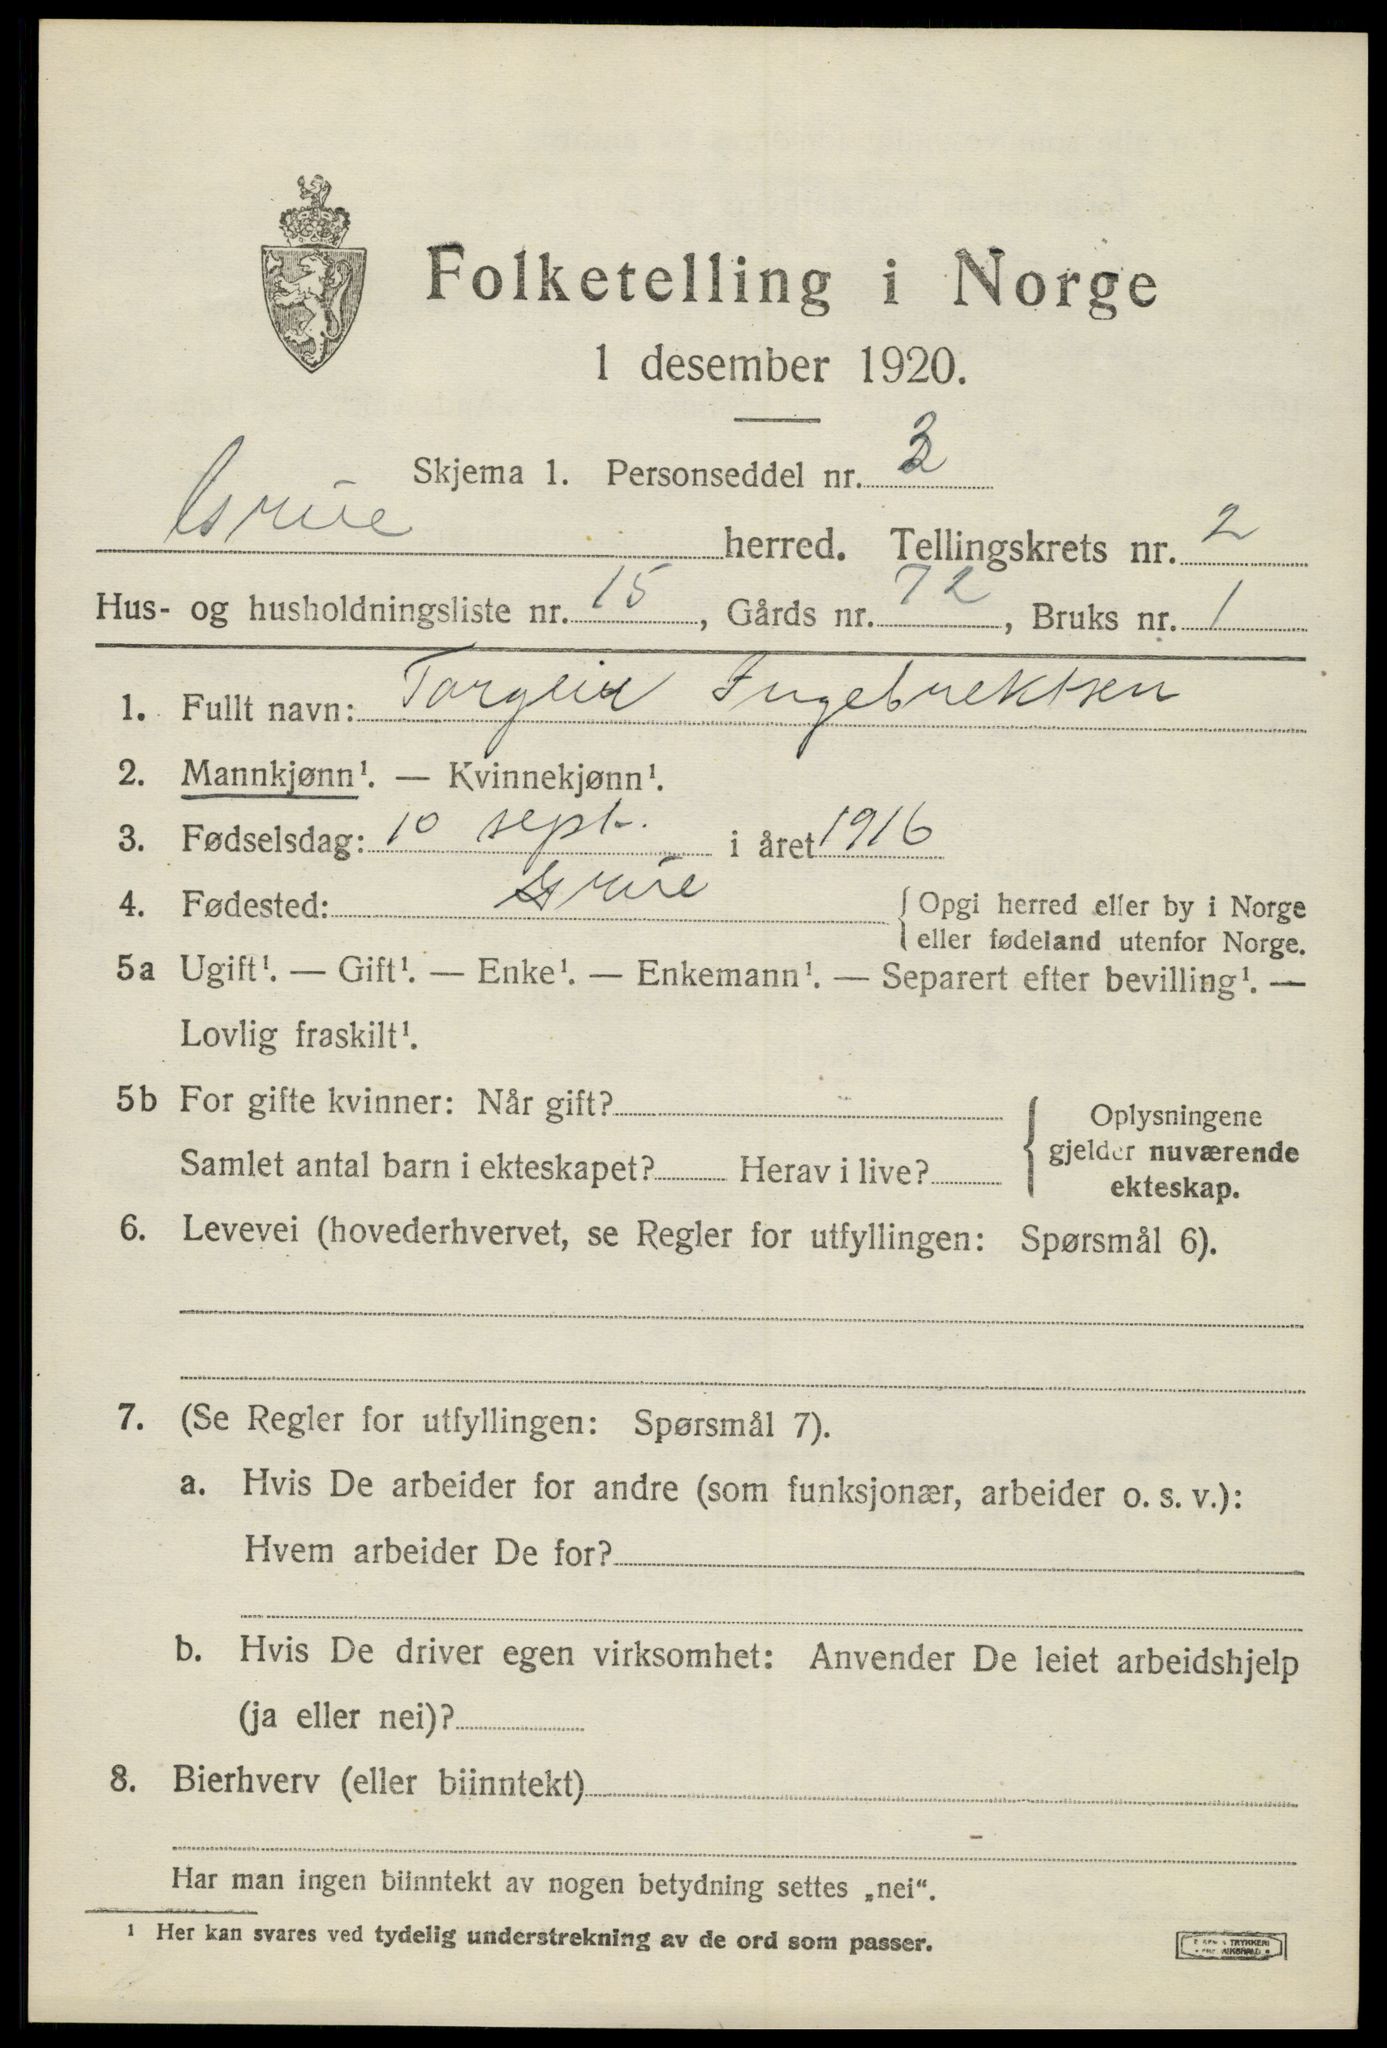 Folketelling i Norge
1 desember 1920.
Skjema 1. Personseddel nr. 3
Grue herred. Tellingskrets nr. 2
Hus- og husholdningsliste nr. 15, Gårds nr. 72, Bruks nr. 1
1. Fullt navn: Torgeir Ingebrektsen
2. Mannkjønn¹. — Kvinnekjønn¹.
3. Fødselsdag: 10 sept. i året 1916
4. Fødested: Grue { Opgi herred eller by i Norge
eller fødeland utenfor Norge.
5a Ugift¹. — Gift¹. — Enke¹. — Enkemann¹. — Separert efter bevilling¹. —
Lovlig fraskilt¹.
5b For gifte kvinner: Når gift?
Samlet antal barn i ekteskapet? Herav i live?
{ Oplysningene
gjelder nuværende
ekteskap.
6. Levevei (hovederhvervet, se Regler for utfyllingen: Spørsmål 6).
7. (Se Regler for utfyllingen: Spørsmål 7).
a. Hvis De arbeider for andre (som funksjonær, arbeider o. s. v.):
Hvem arbeider De for?
b. Hvis De driver egen virksomhet: Anvender De leiet arbeidshjelp
(ja eller nei)?
8. Bierhverv (eller biinntekt)
Har man ingen biinntekt av nogen betydning settes „nei“.
¹ Her kan svares ved tydelig understrekning av de ord som passer.